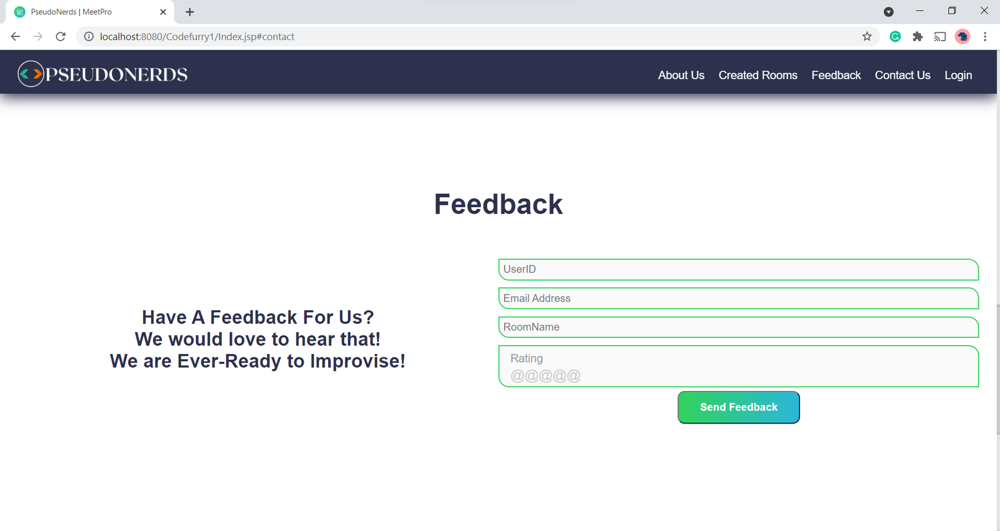 PseudoNerds | MeetPro
localhost:8080/Codefurry1/Index.jsp#contact
PSEUDONERDS
About Us Created Rooms Feedback Contact Us Login
Feedback
Have A Feedback For Us?
We would love to hear that!
We are Ever-Ready to Improvise!
UserID
Email Address
RoomName
Rating
@@@@@
Send Feedback